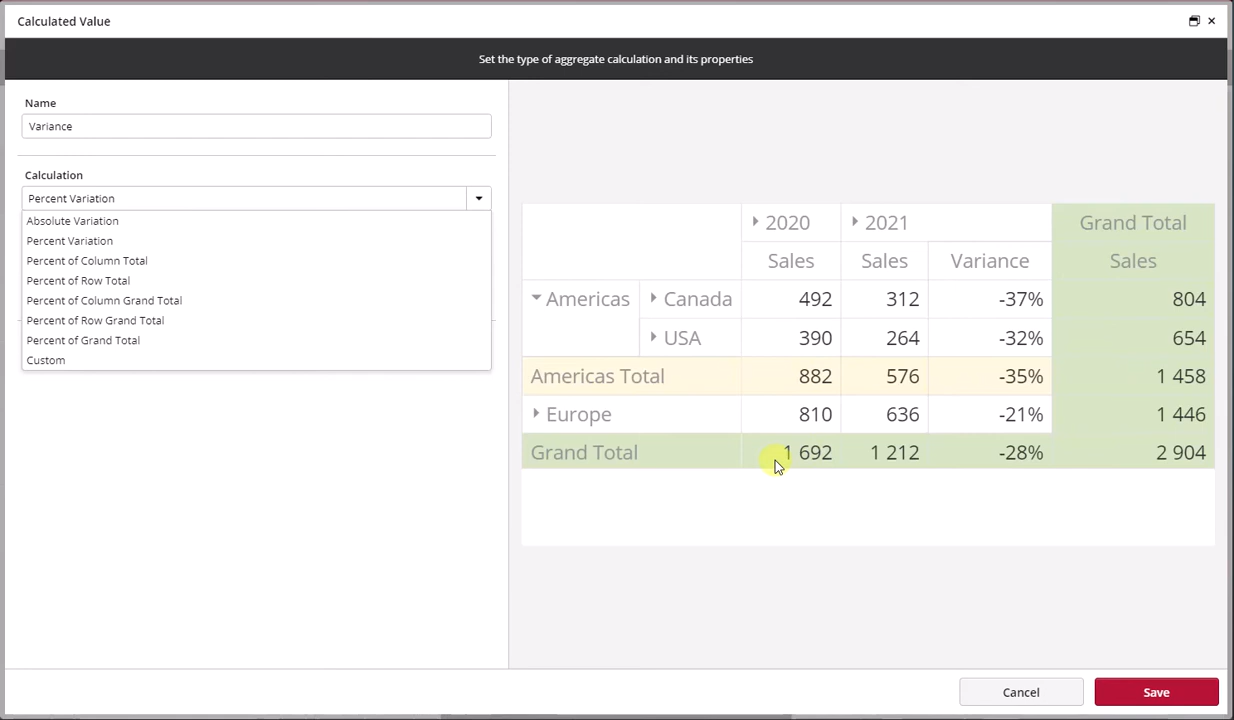 Calculated Value
Set the type of aggregate calculation and its properties
Name
Variance
Calculation
Percent Variation
Absolute Variation
Percent Variation
Percent of Column Total
Percent of Row Total
Percent of Column Grand Total
Percent of Row Grand Total
Percent of Grand Total
Custom
2020 2021 Grand Total
Sales Sales Variance Sales
Americas Canada 492 312 -37% 804
USA 390 264 -32% 654
Americas Total 882 576 -35% 1 458
Europe 810 636 -21% 1 446
Grand Total 1 692 1 212 -28% 2 904
Cancel Save